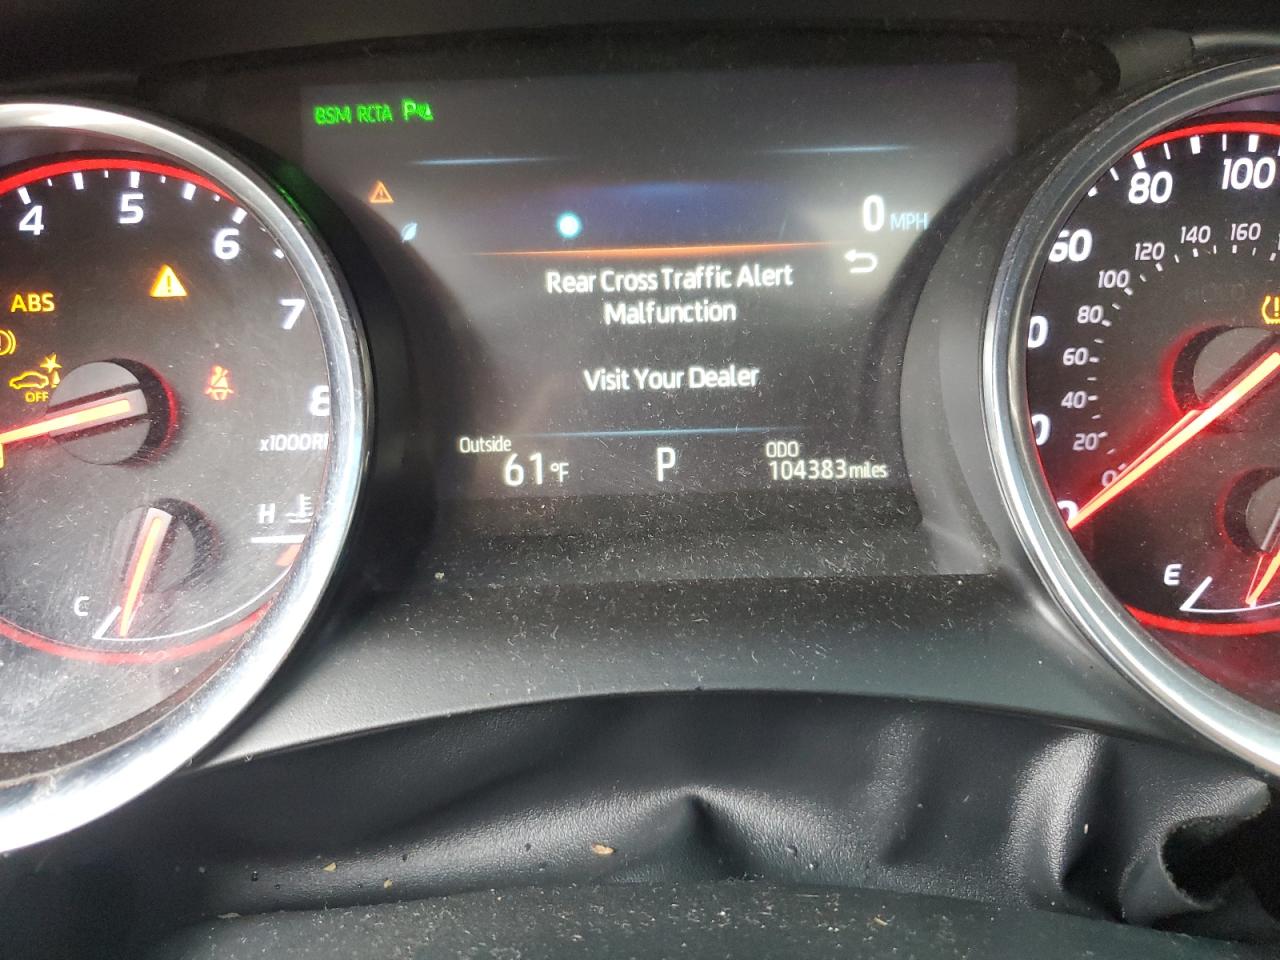 BSM RCTA P
0 MPH
Rear Cross Traffic Alert
Malfunction
Visit Your Dealer
Outside
61°F
P
ODO
104383 miles
4
5
6
7
8
ABS
OFF
H
C
80
100
60
120
140
160
100
80
60
40
20
0
E